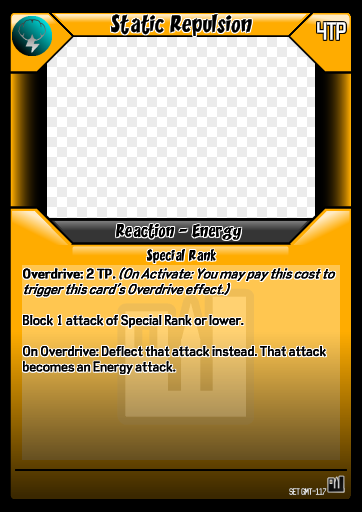 Static Repulsion
4TP
Reaction - Energy
Special Rank
Overdrive: 2 TP. (On Activate: You may pay this cost to
trigger this card's Overdrive effect.)
Block 1 attack of Special Rank or lower.
On Overdrive: Deflect that attack instead. That attack
becomes an Energy attack.
SET GMT-117